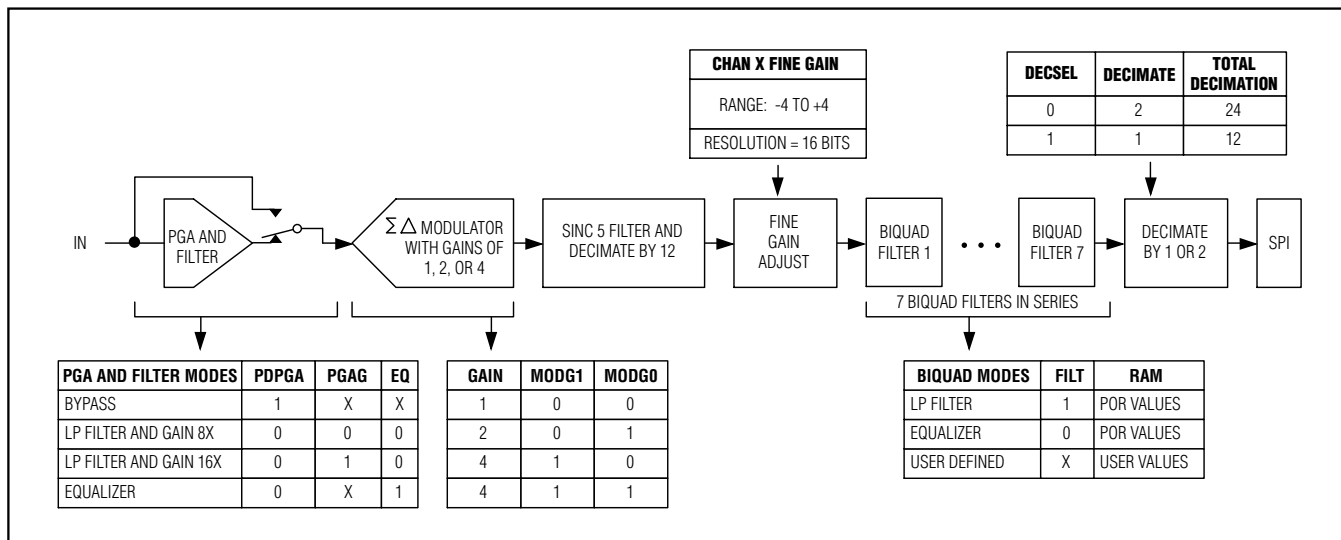 CHAN X FINE GAIN
RANGE: -4 TO +4
RESOLUTION = 16 BITS
DECSEL DECIMATE TOTAL DECIMATION
0 2 24
1 1 12
IN
PGA AND
FILTER
ΣΔ MODULATOR
WITH GAINS OF
1, 2, OR 4
SINC 5 FILTER AND
DECIMATE BY 12
FINE
GAIN
ADJUST
BIQUAD
FILTER 1
• • •
BIQUAD
FILTER 7
DECIMATE
BY 1 OR 2
SPI
7 BIQUAD FILTERS IN SERIES
PGA AND FILTER MODES PDPGA PGAG EQ
BYPASS 1 X X
LP FILTER AND GAIN 8X 0 0 0
LP FILTER AND GAIN 16X 0 1 0
EQUALIZER 0 X 1
GAIN MODG1 MODG0
1 0 0
2 0 1
4 1 0
4 1 1
BIQUAD MODES FILT RAM
LP FILTER 1 POR VALUES
EQUALIZER 0 POR VALUES
USER DEFINED X USER VALUES